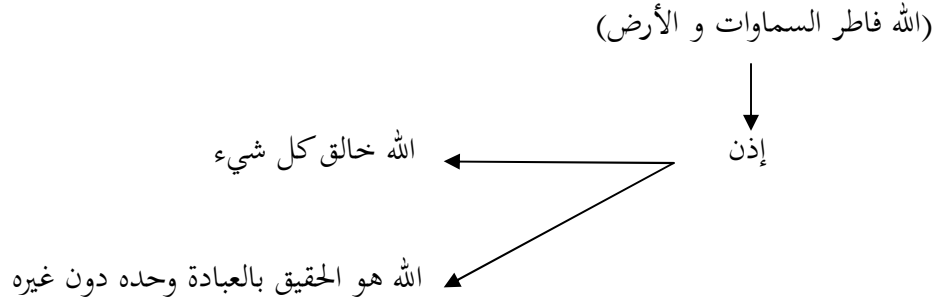 (الله فاطر السماوات و الأرض)
إذن
الله خالق كل شيء
الله هو الحقيق بالعبادة وحده دون غيره